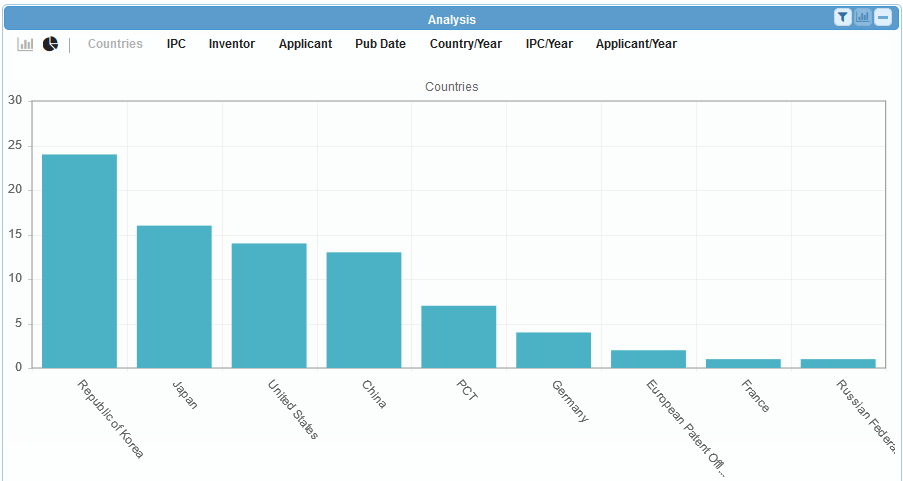 Analysis
Countries IPC Inventor Applicant Pub Date Country/Year IPC/Year Applicant/Year
Countries
30
25
20
15
10
5
0
Republic of Korea
Japan
United States
China
PCT
Germany
European Patent Offi...
France
Russian Federa.